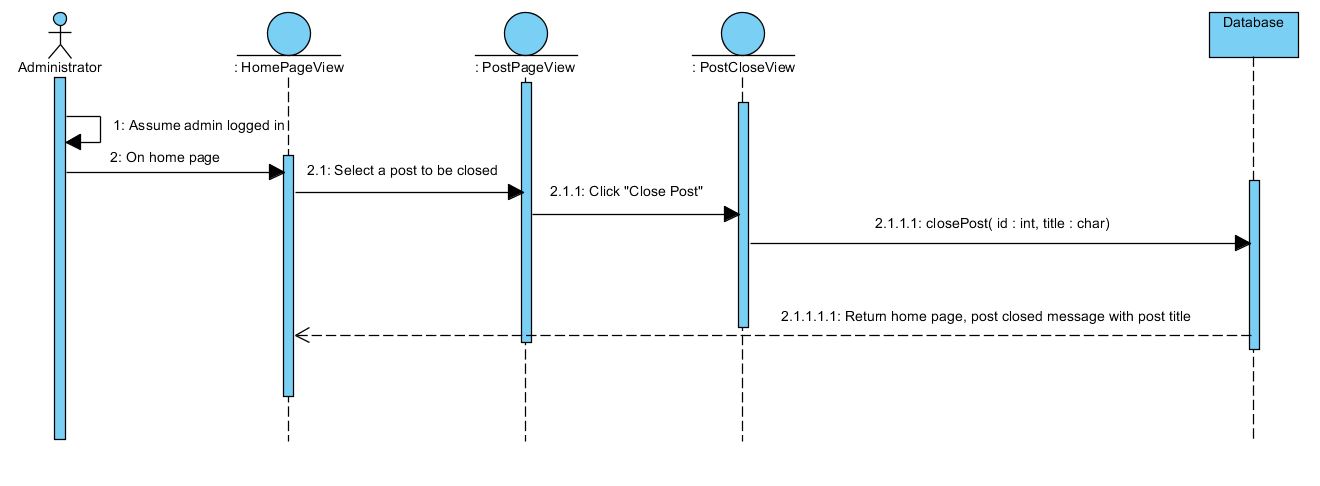 Administrator
: HomePageView
: PostPageView
: PostCloseView
Database
1: Assume admin logged in
2: On home page
2.1: Select a post to be closed
2.1.1: Click "Close Post"
2.1.1.1: closePost( id : int, title : char)
2.1.1.1.1: Return home page, post closed message with post title